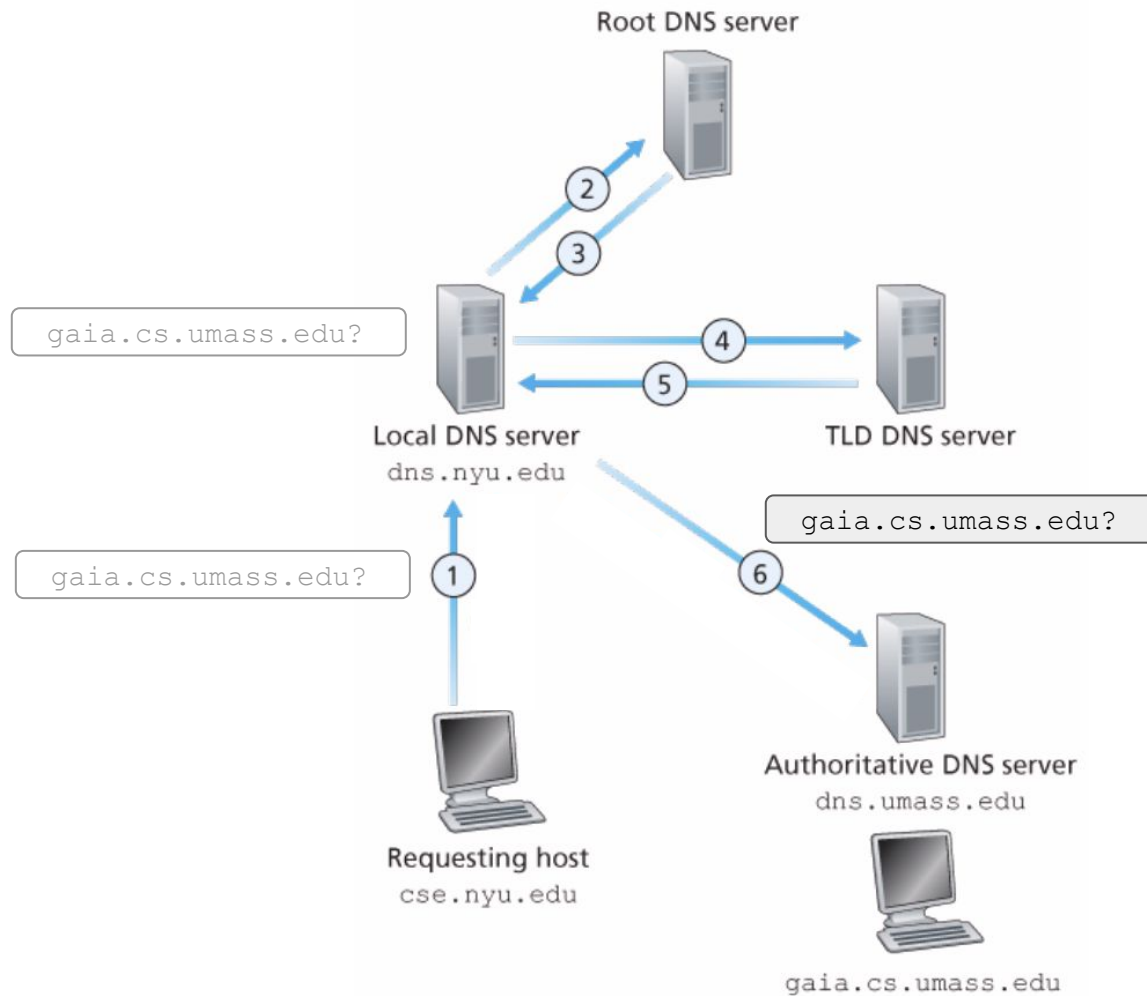 Root DNS server
2
3
gaia.cs.umass.edu?
4
5
Local DNS server
dns.nyu.edu
TLD DNS server
gaia.cs.umass.edu?
gaia.cs.umass.edu?
1
6
Authoritative DNS server
dns.umass.edu
Requesting host
cse.nyu.edu
gaia.cs.umass.edu